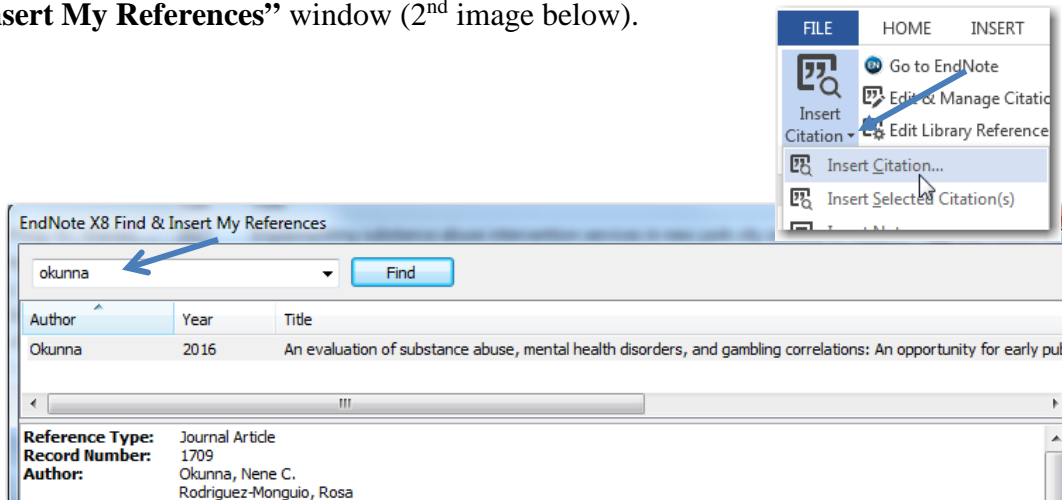 sert My References” window (2nd image below).
FILE HOME INSERT
Go to EndNote
Insert Citation
Edit & Manage Citatio
Edit Library Reference
Insert Citation...
Insert Selected Citation(s)
EndNote X8 Find & Insert My References
okunna Find
Author Year Title
Okunna 2016 An evaluation of substance abuse, mental health disorders, and gambling correlations: An opportunity for early pub
Reference Type: Journal Article
Record Number: 1709
Author: Okunna, Nene C.
Rodriguez-Monguio, Rosa